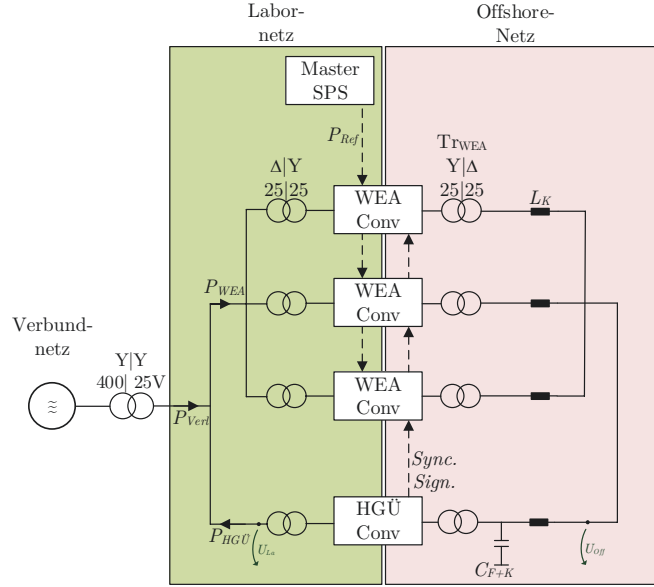 Labor-
netz
Offshore-
Netz
Master
SPS
P_Ref
Tr_WEA
Δ|Y
25|25
Y|Δ
25|25
WEA
Conv
L_K
P_WEA
WEA
Conv
Verbund-
netz
Y|Y
400| 25V
WEA
Conv
P_Verl
Sync.
Sign.
HGÜ
Conv
P_HGÜ
U_La
C_F+K
U_Off